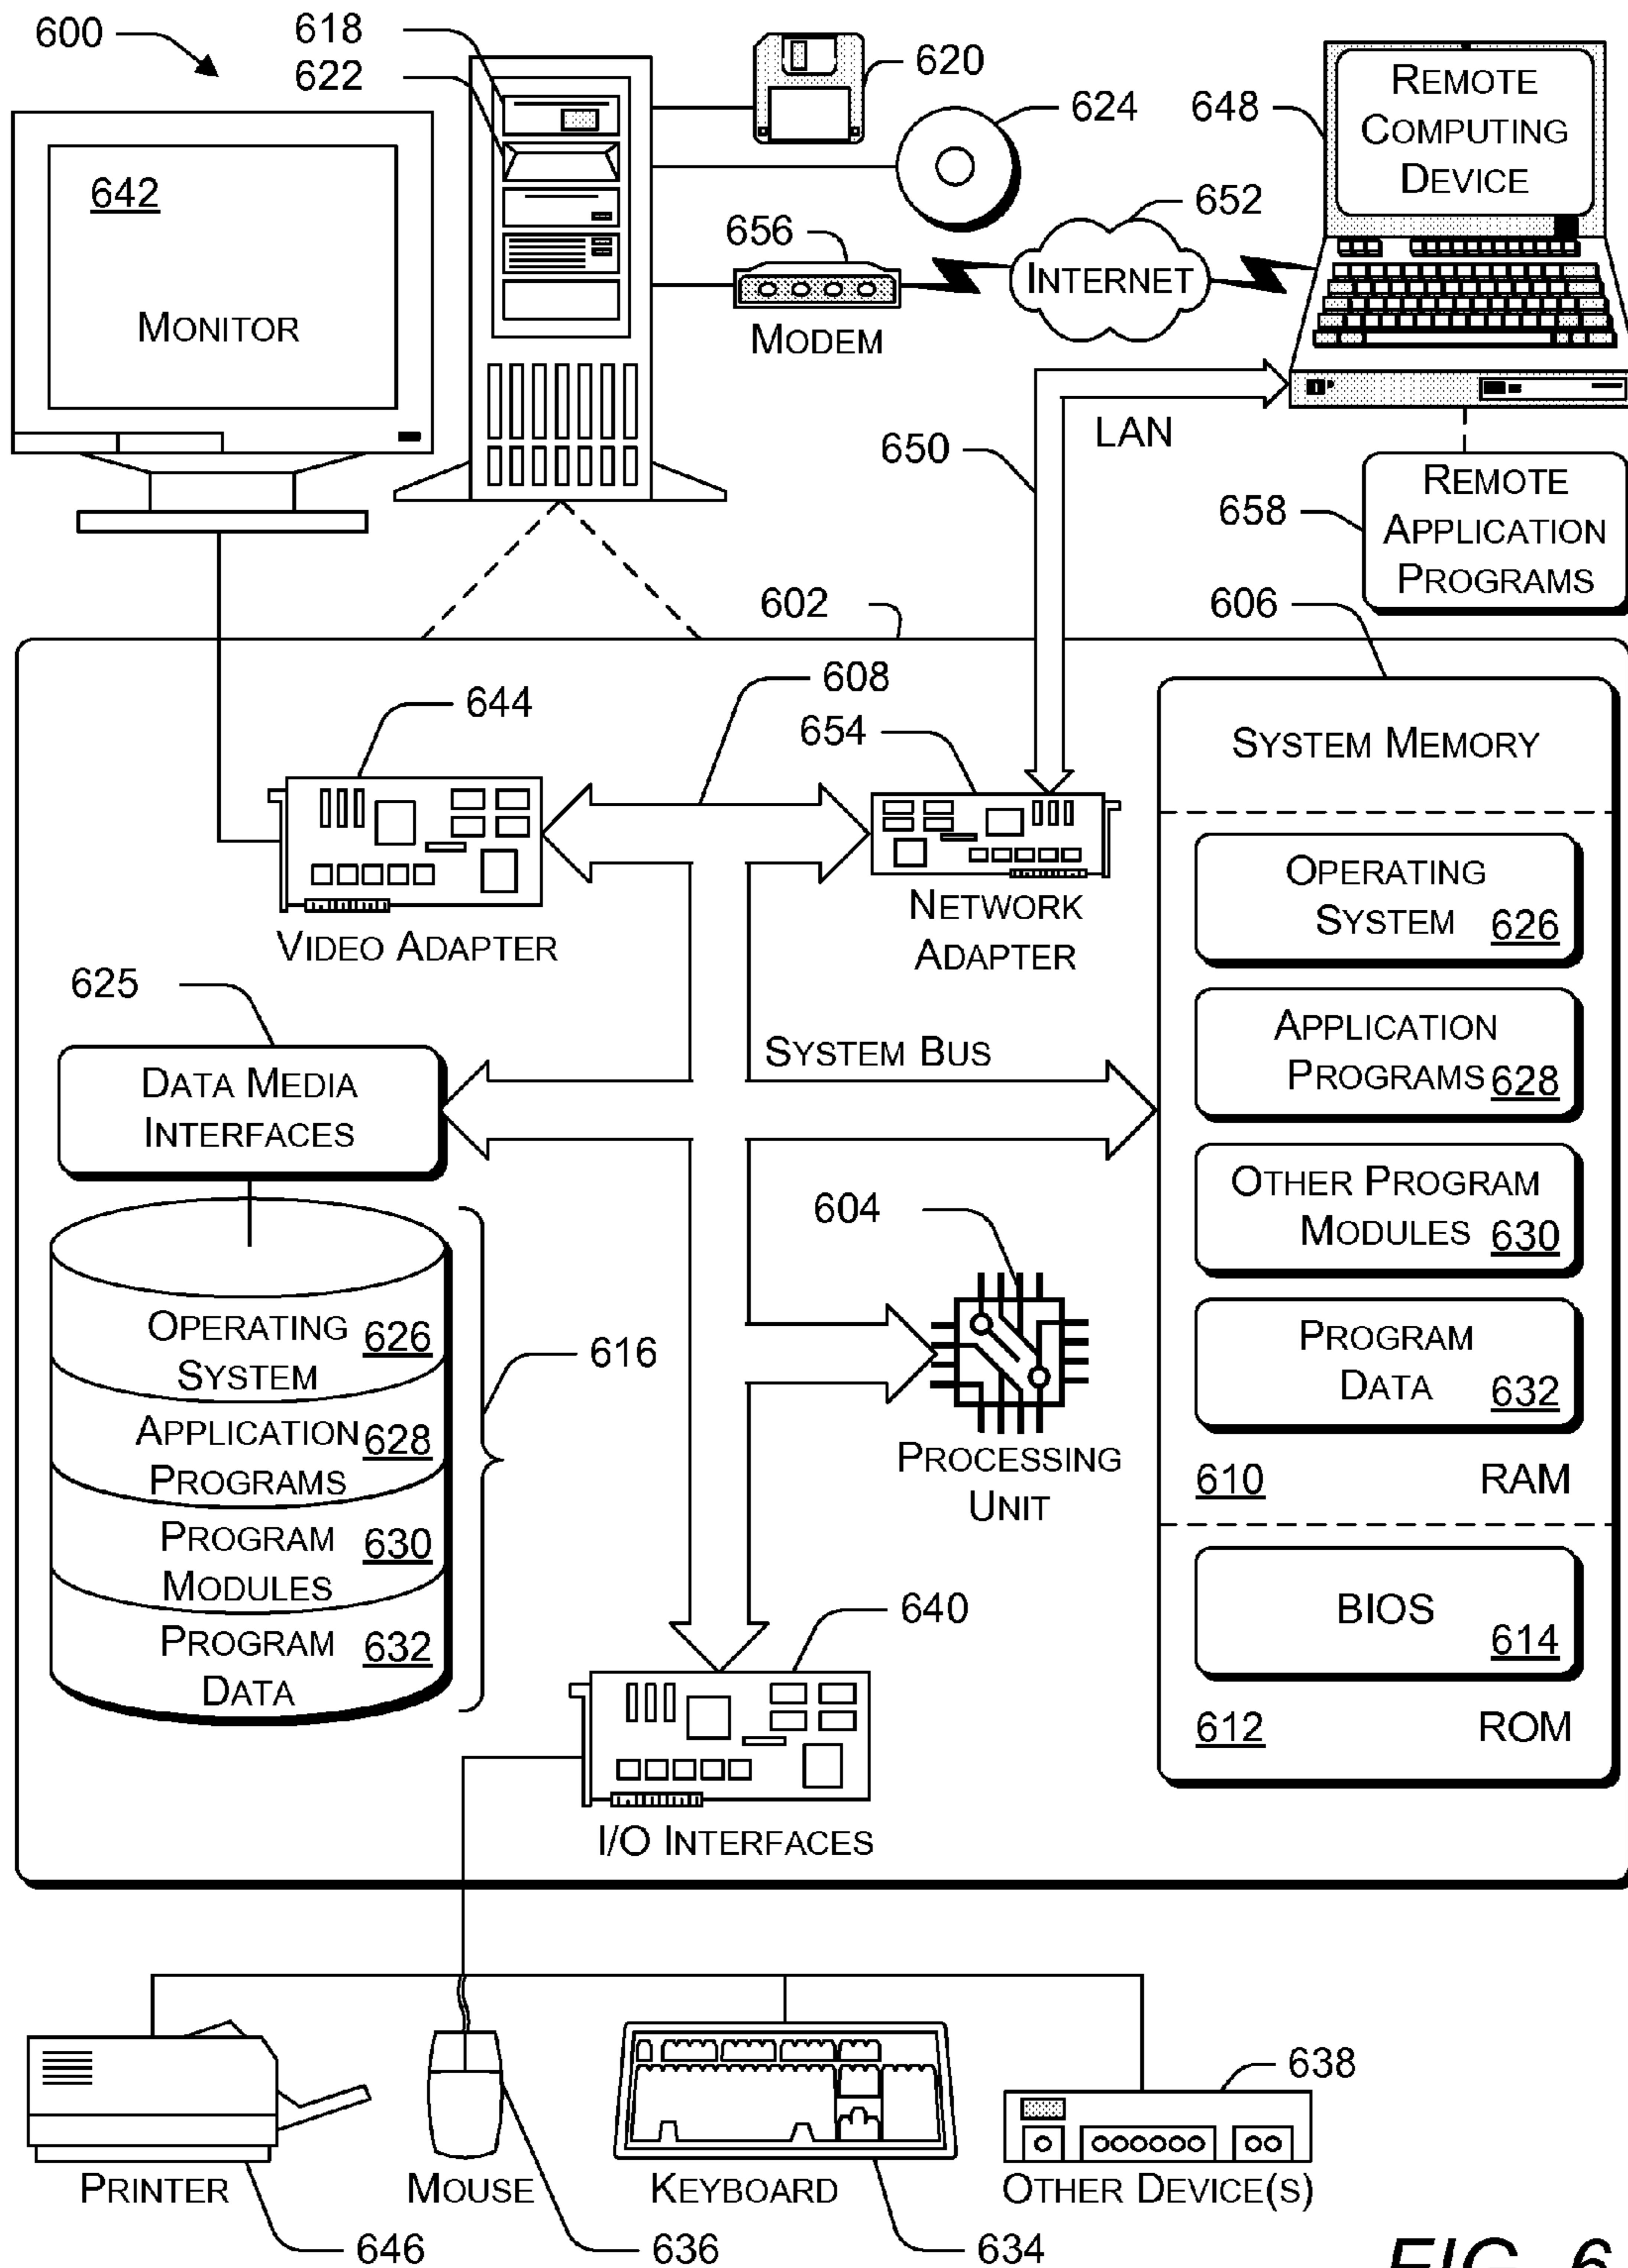 600
618
622
620
624
648
REMOTE
COMPUTING
DEVICE
642
MONITOR
656
MODEM
652
INTERNET
650
LAN
658
REMOTE
APPLICATION
PROGRAMS
602
606
608
644
VIDEO ADAPTER
654
NETWORK
ADAPTER
SYSTEM MEMORY
OPERATING
SYSTEM 626
APPLICATION
PROGRAMS 628
OTHER PROGRAM
MODULES 630
PROGRAM
DATA 632
610 RAM
BIOS
614
612 ROM
625
DATA MEDIA
INTERFACES
SYSTEM BUS
604
PROCESSING
UNIT
OPERATING 626
SYSTEM
APPLICATION 628
PROGRAMS
PROGRAM 630
MODULES
PROGRAM 632
DATA
616
640
I/O INTERFACES
PRINTER
646
MOUSE
636
KEYBOARD
634
638
OTHER DEVICE(S)
FIG. 6